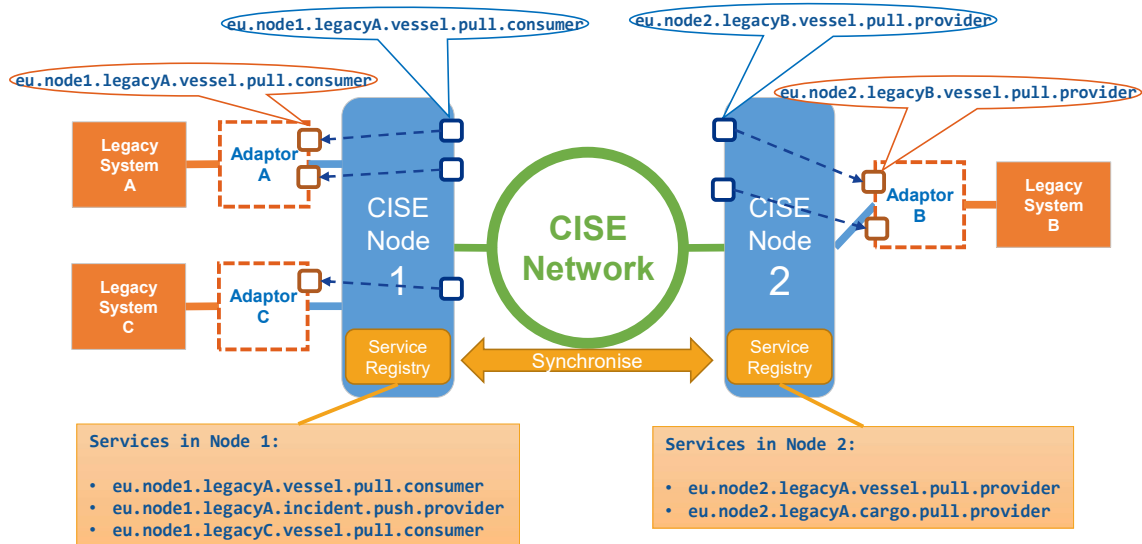 eu.node1.legacyA.vessel.pull.consumer
eu.node2.legacyB.vessel.pull.provider
eu.node1.legacyA.vessel.pull.consumer
eu.node2.legacyB.vessel.pull.provider
Legacy
System
A
Adaptor
A
CISE
Node
1
Legacy
System
C
Adaptor
C
CISE
Network
CISE
Node
2
Adaptor
B
Legacy
System
B
Service
Registry
Synchronise
Service
Registry
Services in Node 1:
• eu.node1.legacyA.vessel.pull.consumer
• eu.node1.legacyA.incident.push.provider
• eu.node1.legacyC.vessel.pull.consumer
Services in Node 2:
• eu.node2.legacyA.vessel.pull.provider
• eu.node2.legacyA.cargo.pull.provider